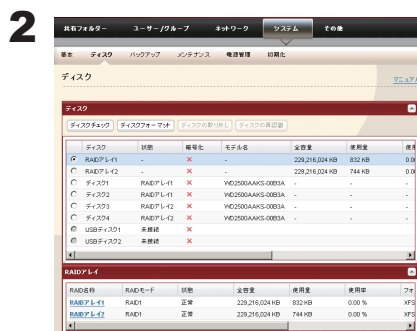 2
共有フォルダー ユーザー/グループ ネットワーク システム その他
基本 ディスク バックアップ メンテナンス 電源管理 初期化
ディスク
マニュア
ディスク
ディスクチェック ディスクフォーマット ディスクの取り外し ディスクの再認識
ディスク 状態 暗号化 モデル名 全容量 使用量 使用
RAIDアレイ1 - × - 229,216,024 KB 832 KB 0.0
RAIDアレイ2 - × - 229,216,024 KB 744 KB 0.0
ディスク1 RAIDアレイ1 × WD2500AAKS-00B3A - - -
ディスク2 RAIDアレイ1 × WD2500AAKS-00B3A - - -
ディスク3 RAIDアレイ2 × WD2500AAKS-00B3A - - -
ディスク4 RAIDアレイ2 × WD2500AAKS-00B3A - - -
USBディスク1 未接続 ×
USBディスク2 未接続 ×
RAIDアレイ
RAID名称 RAIDモード 状態 全容量 使用量 使用率 フォ
RAIDアレイ1 RAID1 正常 229,216,024 KB 832 KB 0.00 % XFS
RAIDアレイ2 RAID1 正常 229,216,024 KB 744 KB 0.00 % XFS